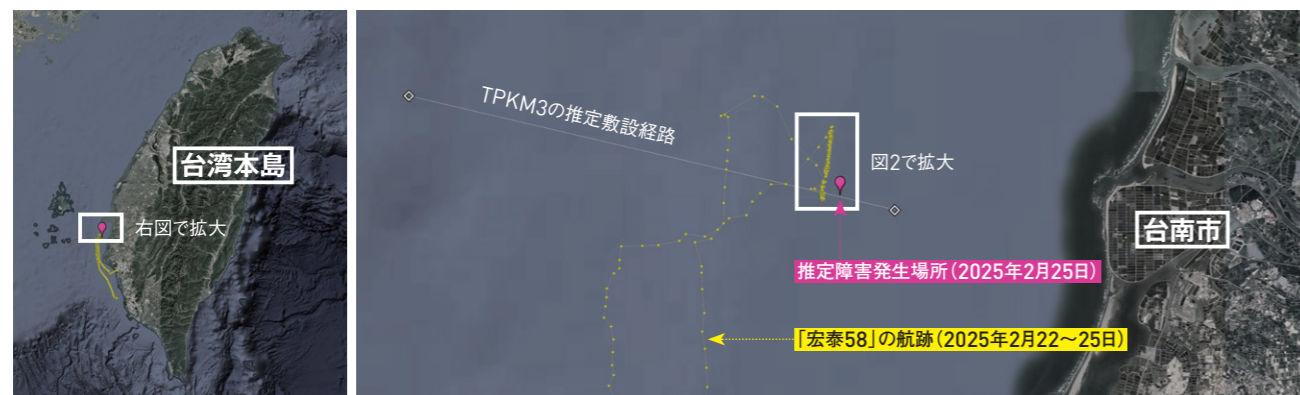 台湾本島
右図で拡大
TPKM3の推定敷設経路
図2で拡大
台南市
推定障害発生場所（2025年2月25日）
「宏泰58」の航跡（2025年2月22～25日）